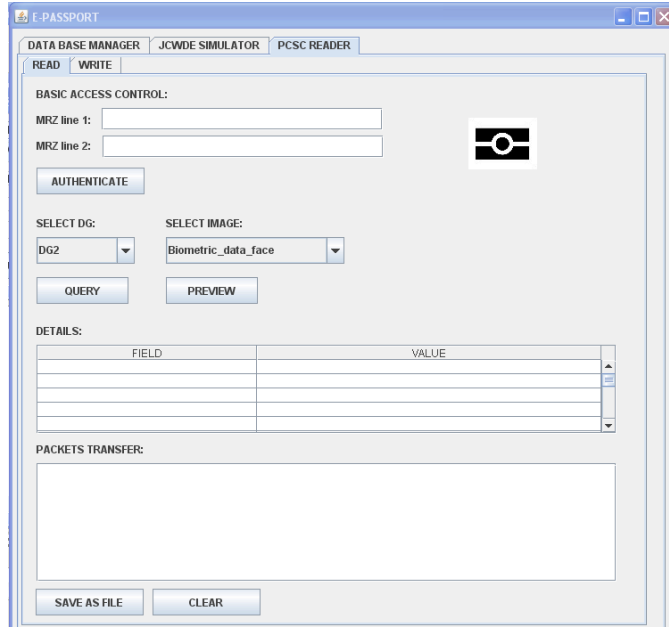 E-PASSPORT
DATA BASE MANAGER JCWDE SIMULATOR PCSC READER
READ WRITE
BASIC ACCESS CONTROL:
MRZ line 1:
MRZ line 2:
AUTHENTICATE
SELECT DG: SELECT IMAGE:
DG2 Biometric_data_face
QUERY PREVIEW
DETAILS:
FIELD VALUE
PACKETS TRANSFER:
SAVE AS FILE CLEAR